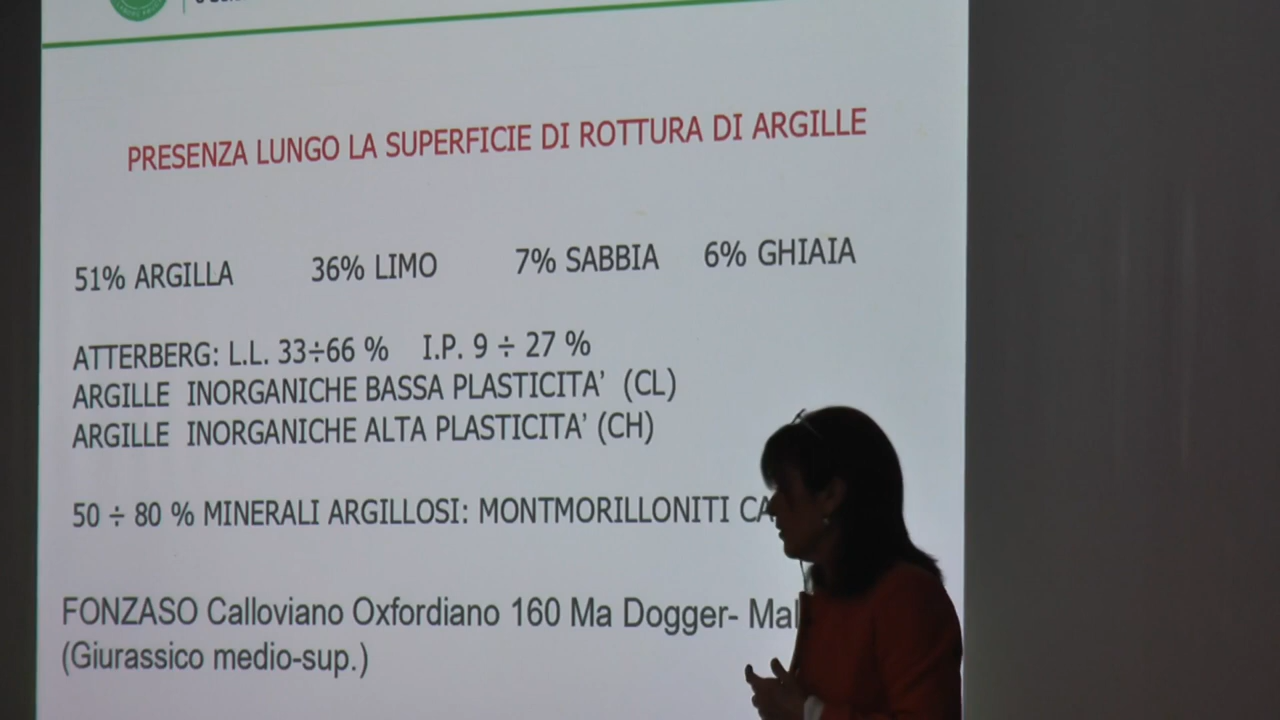 PRESENZA LUNGO LA SUPERFICIE DI ROTTURA DI ARGILLE
51% ARGILLA 36% LIMO 7% SABBIA 6% GHIAIA
ATTERBERG: L.L. 33÷66 % I.P. 9 ÷ 27 %
ARGILLE INORGANICHE BASSA PLASTICITA’ (CL)
ARGILLE INORGANICHE ALTA PLASTICITA’ (CH)
50 ÷ 80 % MINERALI ARGILLOSI: MONTMORILLONITI
FONZASO Calloviano Oxfordiano 160 Ma Dogger-
(Giurassico medio-sup.)